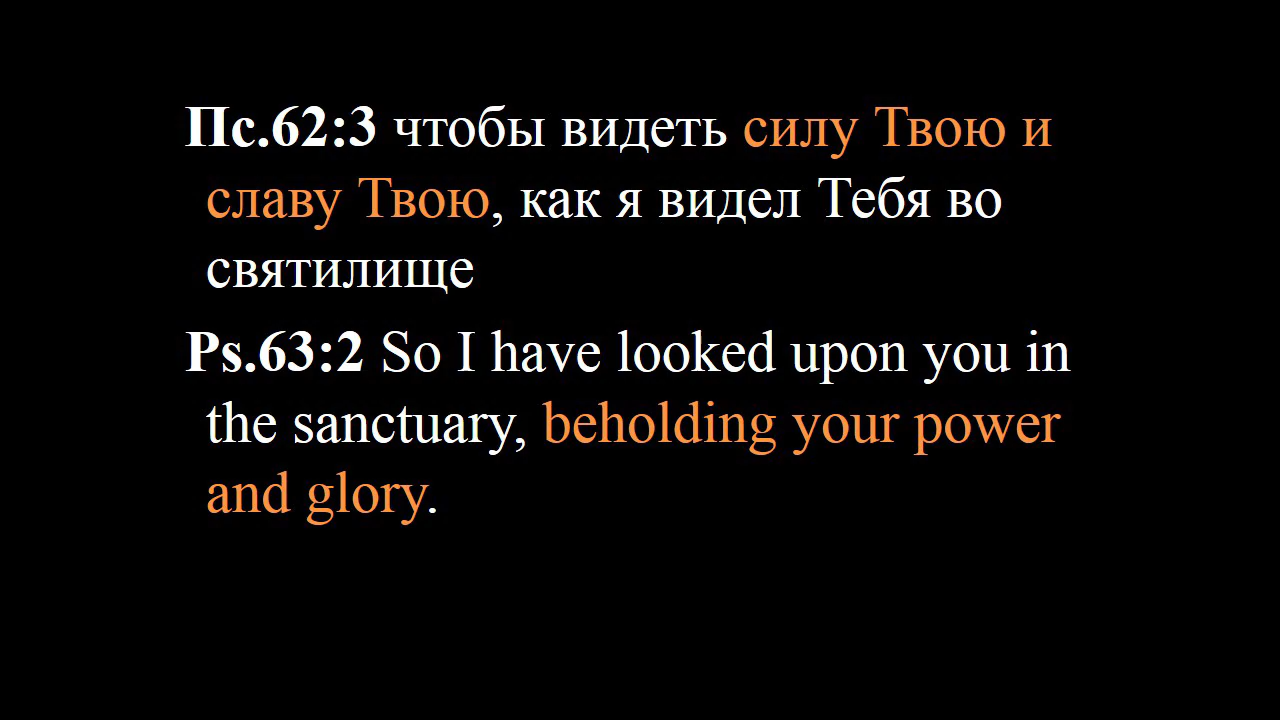 Пс.62:3 чтобы видеть силу Твою и
славу Твою, как я видел Тебя во
святилище
Ps.63:2 So I have looked upon you in
the sanctuary, beholding your power
and glory.